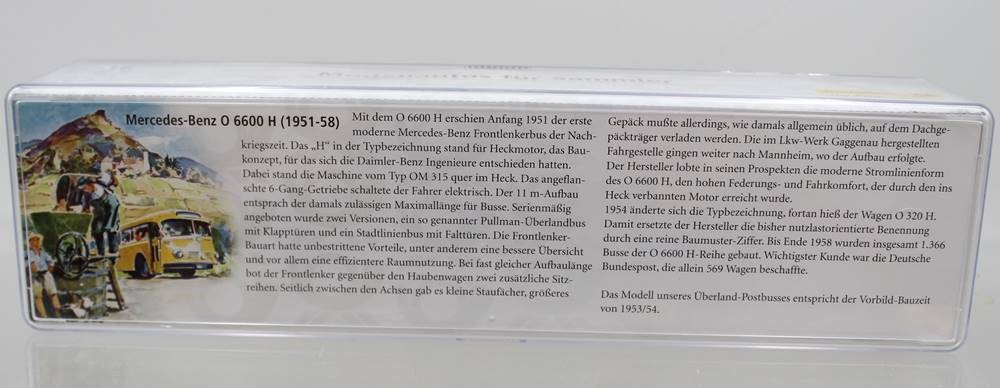 Modellautos für Sammler
Mercedes-Benz O 6600 H (1951-58)
Mit dem O 6600 H erschien Anfang 1951 der erste
moderne Mercedes-Benz Frontlenkerbus der Nach-
kriegszeit. Das „H" in der Typbezeichnung stand für Heckmotor, das Bau-
konzept, für das sich die Daimler-Benz Ingenieure entschieden hatten.
Dabei stand die Maschine vom Typ OM 315 quer im Heck. Das angeflan-
schte 6-Gang-Getriebe schaltete der Fahrer elektrisch. Der 11 m-Aufbau
entsprach der damals zulässigen Maximallänge für Busse. Serienmäßig
angeboten wurde zwei Versionen, ein so genannter Pullman-Überlandbus
mit Klapptüren und ein Stadtlinienbus mit Falttüren. Die Frontlenker-
Bauart hatte unbestrittene Vorteile, unter anderem eine bessere Übersicht
und vor allem eine effizientere Raumnutzung. Bei fast gleicher Aufbaulänge
bot der Frontlenker gegenüber den Haubenwagen zwei zusätzliche Sitz-
reihen. Seitlich zwischen den Achsen gab es kleine Staufächer, größeres
Gepäck mußte allerdings, wie damals allgemein üblich, auf dem Dachge-
päckträger verladen werden. Die im Lkw-Werk Gaggenau hergestellten
Fahrgestelle gingen weiter nach Mannheim, wo der Aufbau erfolgte.
Der Hersteller lobte in seinen Prospekten die moderne Stromlinienform
des O 6600 H, den hohen Federungs- und Fahrkomfort, der durch den ins
Heck verbannten Motor erreicht wurde.
1954 änderte sich die Typbezeichnung, fortan hieß der Wagen O 320 H.
Damit ersetzte der Hersteller die bisher nutzlastorientierte Benennung
durch eine reine Baumuster-Ziffer. Bis Ende 1958 wurden insgesamt 1.366
Busse der O 6600 H-Reihe gebaut. Wichtigster Kunde war die Deutsche
Bundespost, die allein 569 Wagen beschaffte.
Das Modell unseres Überland-Postbusses entspricht der Vorbild-Bauzeit
von 1953/54.